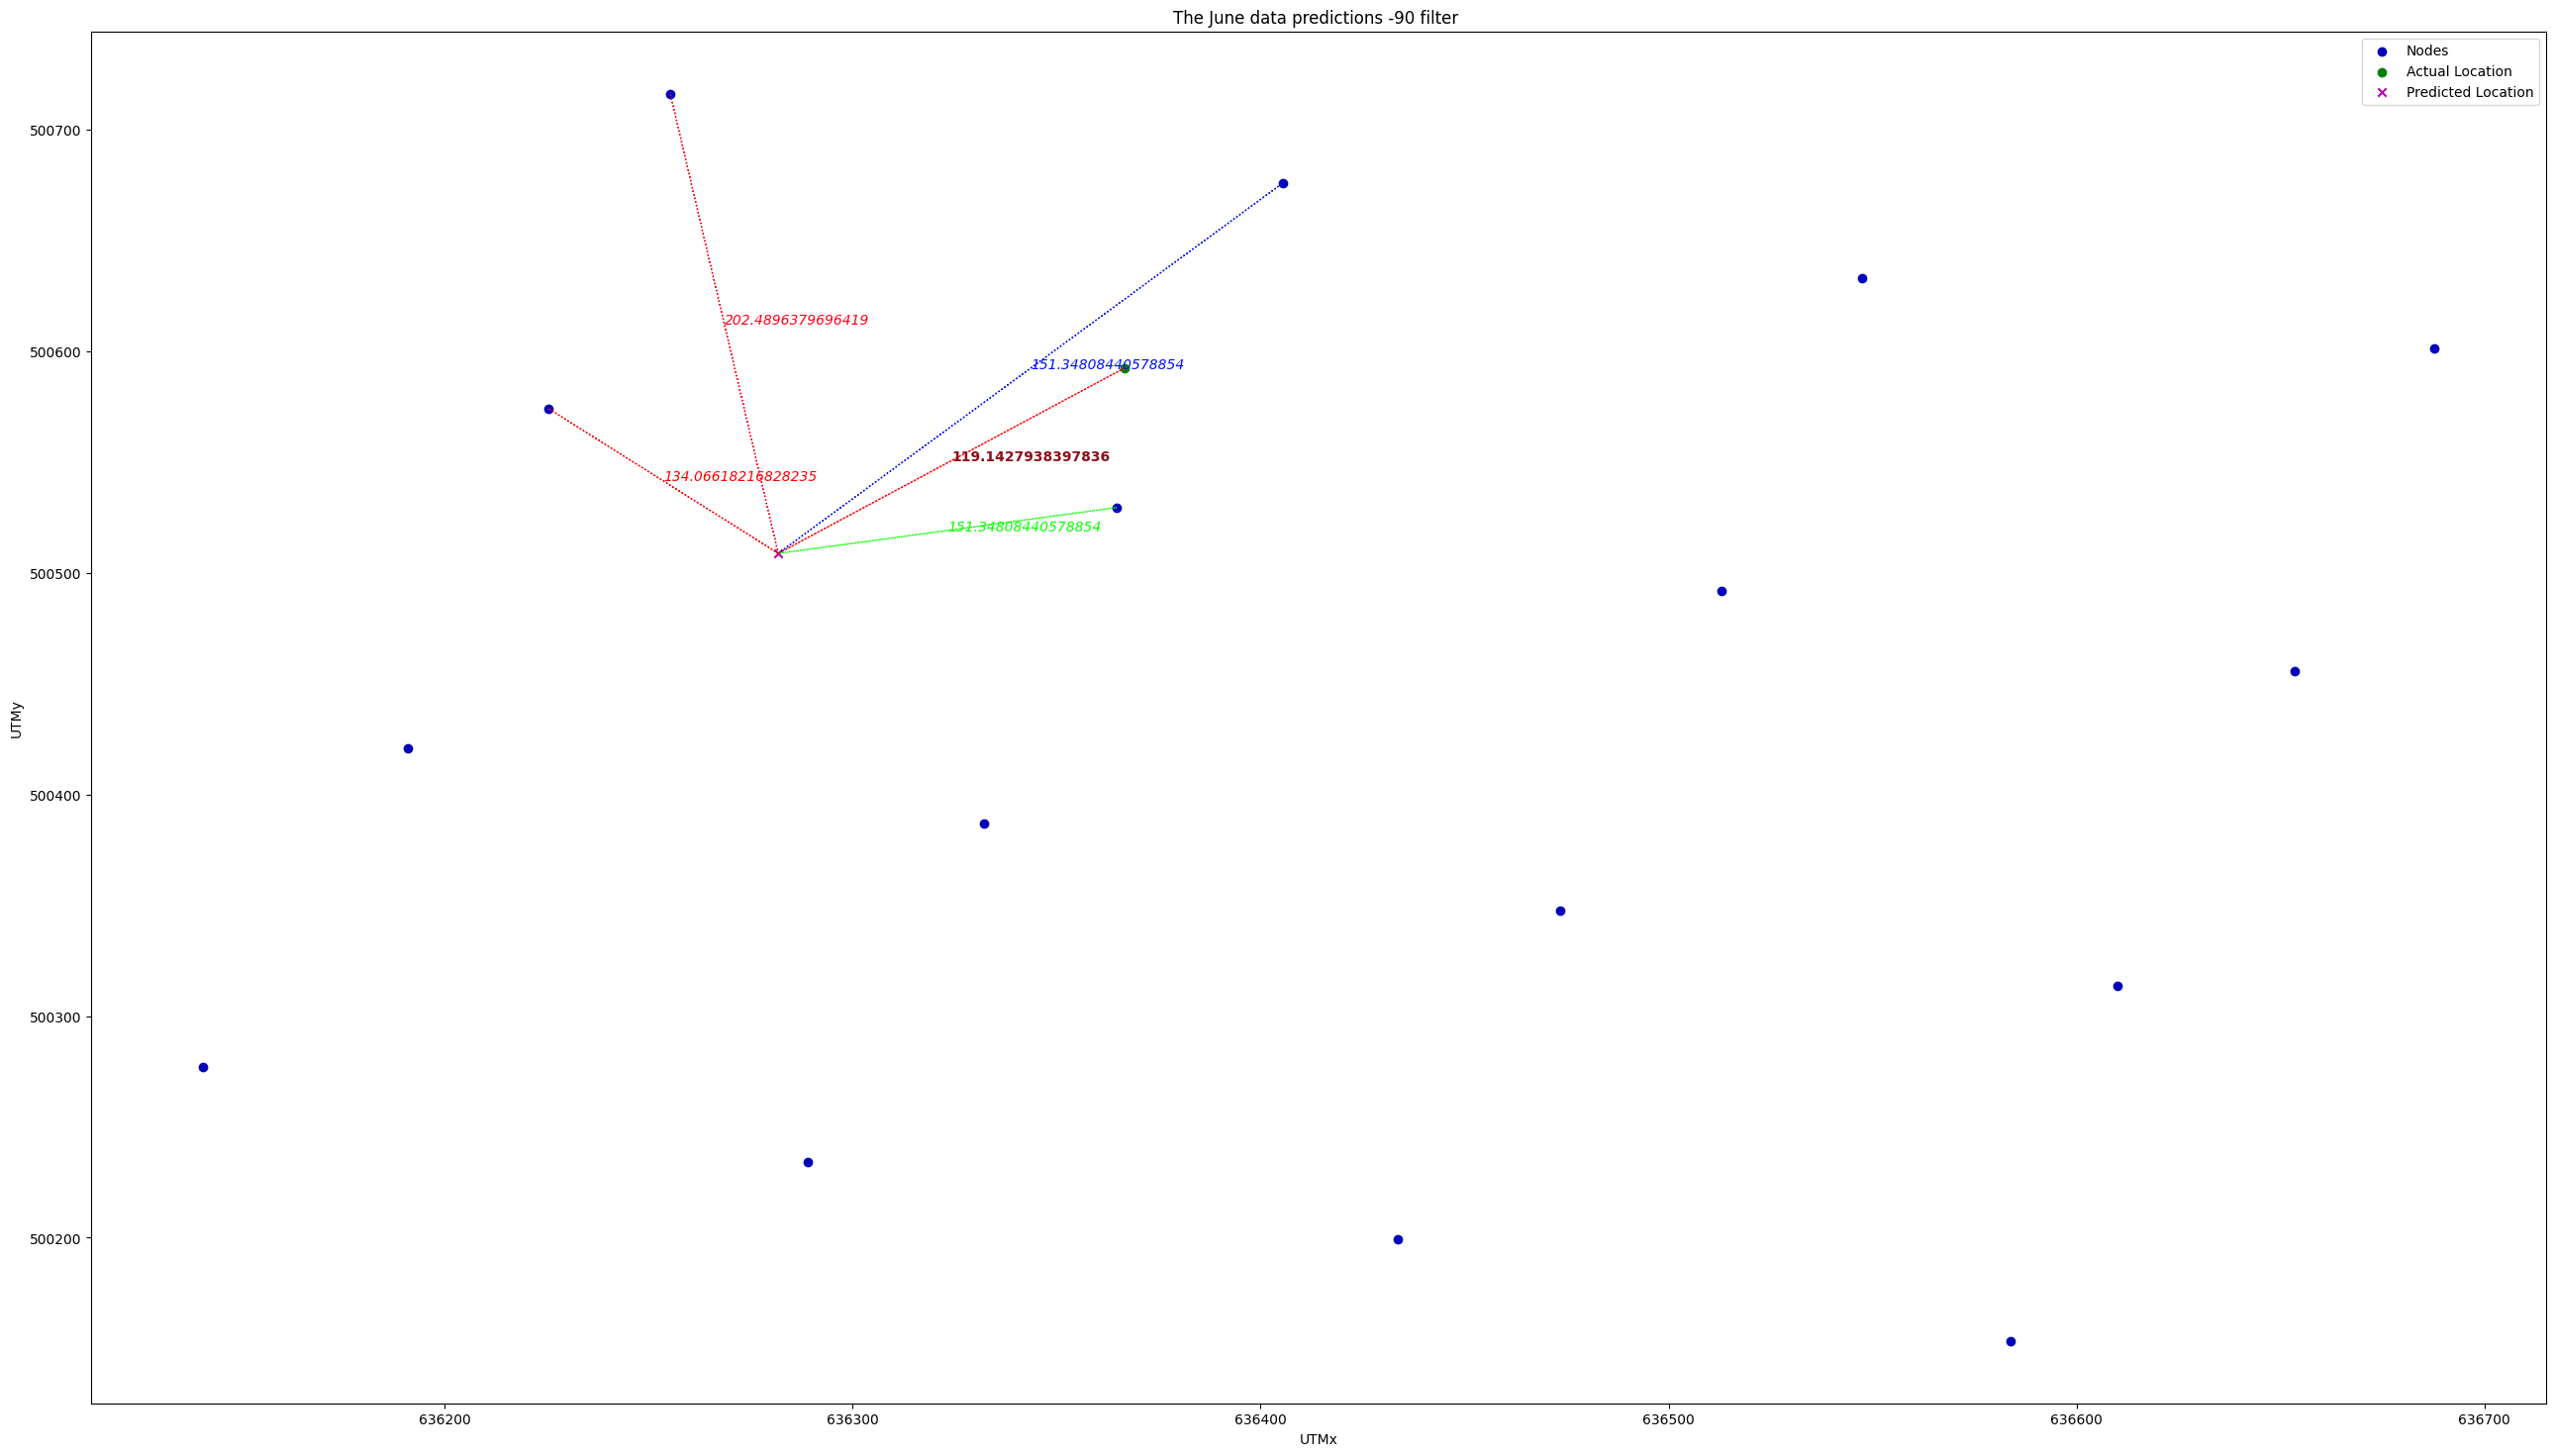 The June data predictions -90 filter
Nodes
Actual Location
Predicted Location
500700
500600
500500
500400
500300
500200
UTMy
202.4896379696419
151.34808440578854
119.1427938397836
134.06618216828235
151.34808440578854
636200
636300
636400
636500
636600
636700
UTMx